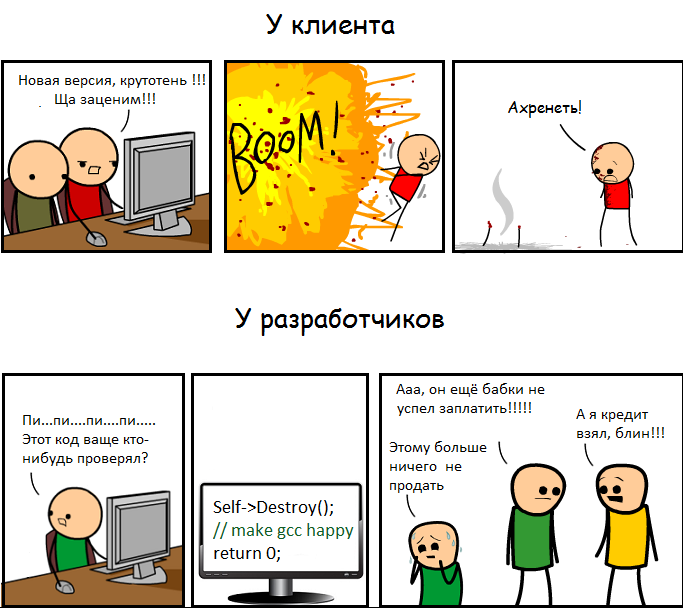 У клиента
Новая версия, крутотень !!!
Ща заценим!!!
BOOM!
Ахренеть!
У разработчиков
Пи...пи....пи....пи.....
Этот код ваще кто-
нибудь проверял?
Self->Destroy();
// make gcc happy
return 0;
Ааа, он ещё бабки не
успел заплатить!!!!!
Этому больше
ничего не
продать
А я кредит
взял, блин!!!